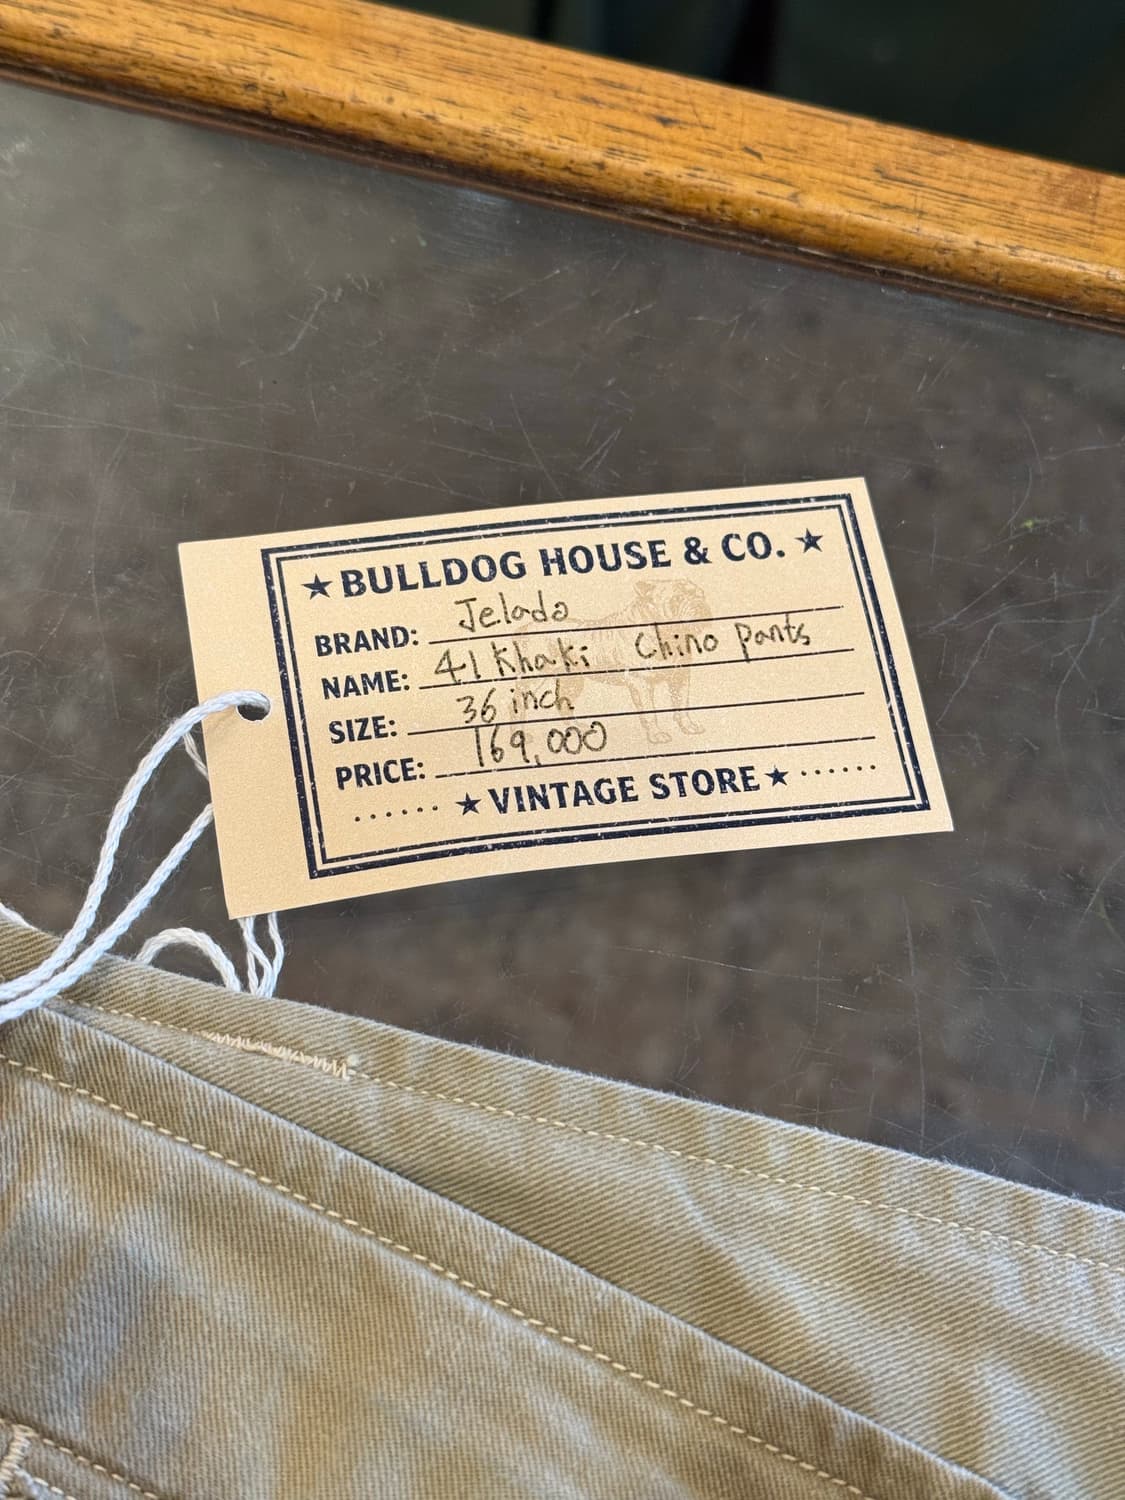 ★ BULLDOG HOUSE & CO. ★
BRAND: Jelado
NAME: 41 Khaki Chino pants
SIZE: 36 inch
PRICE: 169,000
...... ★ VINTAGE STORE ★ ......